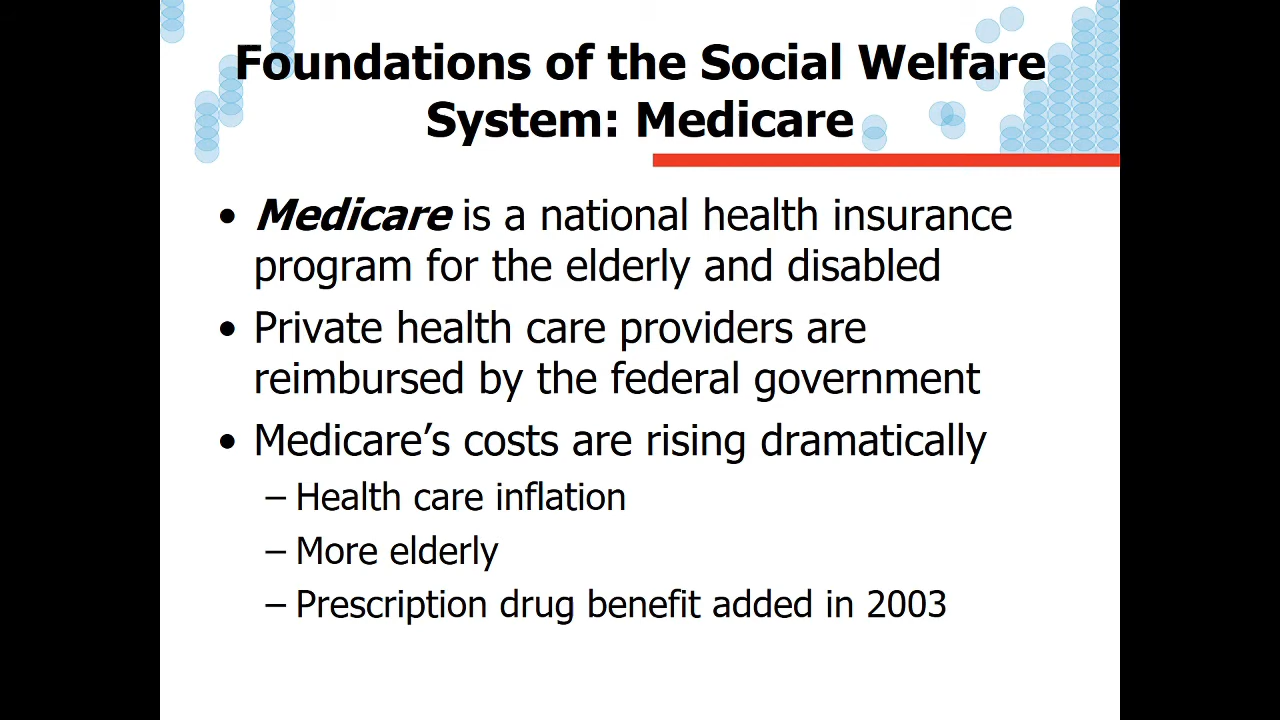 Foundations of the Social Welfare
System: Medicare
• Medicare is a national health insurance
program for the elderly and disabled
• Private health care providers are
reimbursed by the federal government
• Medicare’s costs are rising dramatically
– Health care inflation
– More elderly
– Prescription drug benefit added in 2003